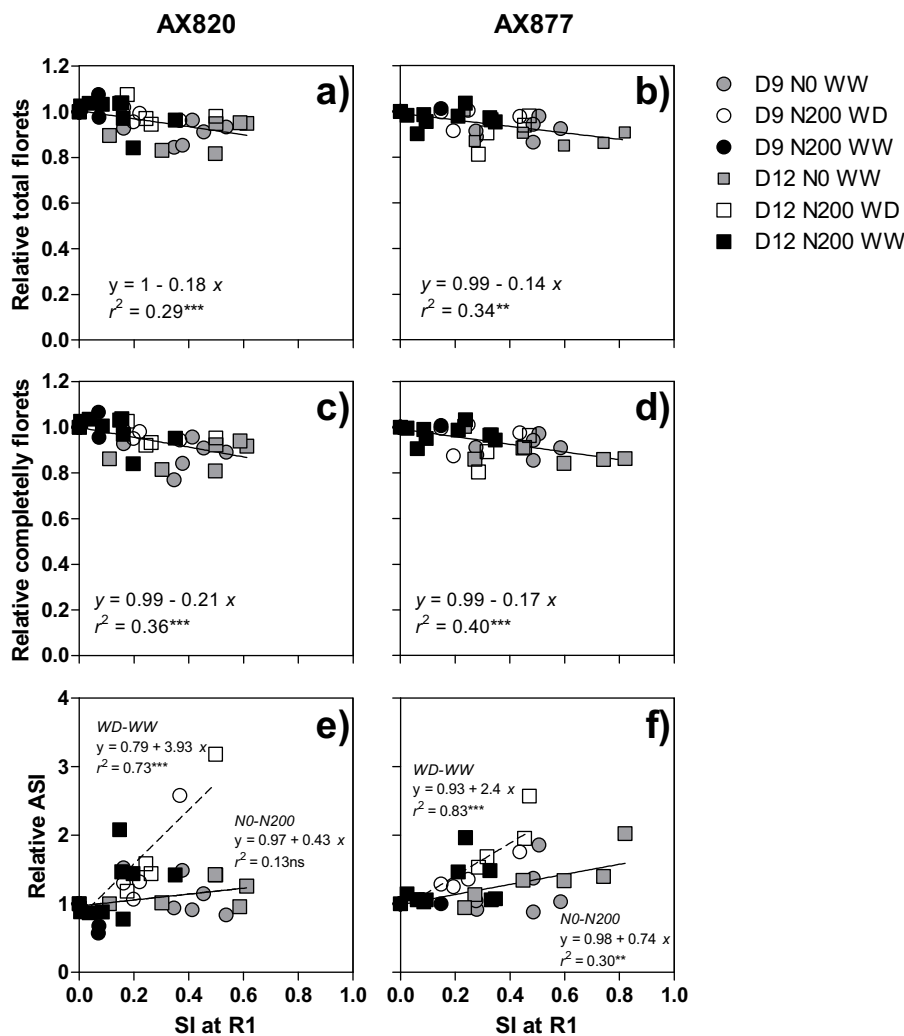 AX820
AX877
D9 N0 WW
D9 N200 WD
D9 N200 WW
D12 N0 WW
D12 N200 WD
D12 N200 WW
Relative total florets
1.2
1.0
0.8
0.6
0.4
0.2
0.0
a)
y = 1 - 0.18 x
r² = 0.29***
b)
y = 0.99 - 0.14 x
r² = 0.34**
Relative completelly florets
1.2
1.0
0.8
0.6
0.4
0.2
0.0
c)
y = 0.99 - 0.21 x
r² = 0.36***
d)
y = 0.99 - 0.17 x
r² = 0.40***
Relative ASI
4
3
2
1
0
e)
WD-WW
y = 0.79 + 3.93 x
r² = 0.73***
N0-N200
y = 0.97 + 0.43 x
r² = 0.13ns
f)
WD-WW
y = 0.93 + 2.4 x
r² = 0.83***
N0-N200
y = 0.98 + 0.74 x
r² = 0.30**
0.0 0.2 0.4 0.6 0.8 1.0
0.0 0.2 0.4 0.6 0.8 1.0
SI at R1
SI at R1